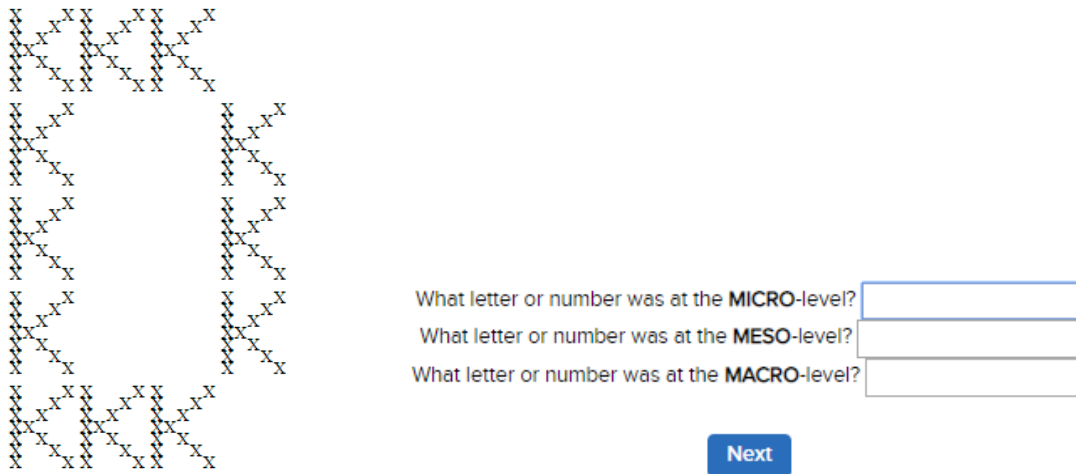 What letter or number was at the MICRO-level?
What letter or number was at the MESO-level?
What letter or number was at the MACRO-level?
Next